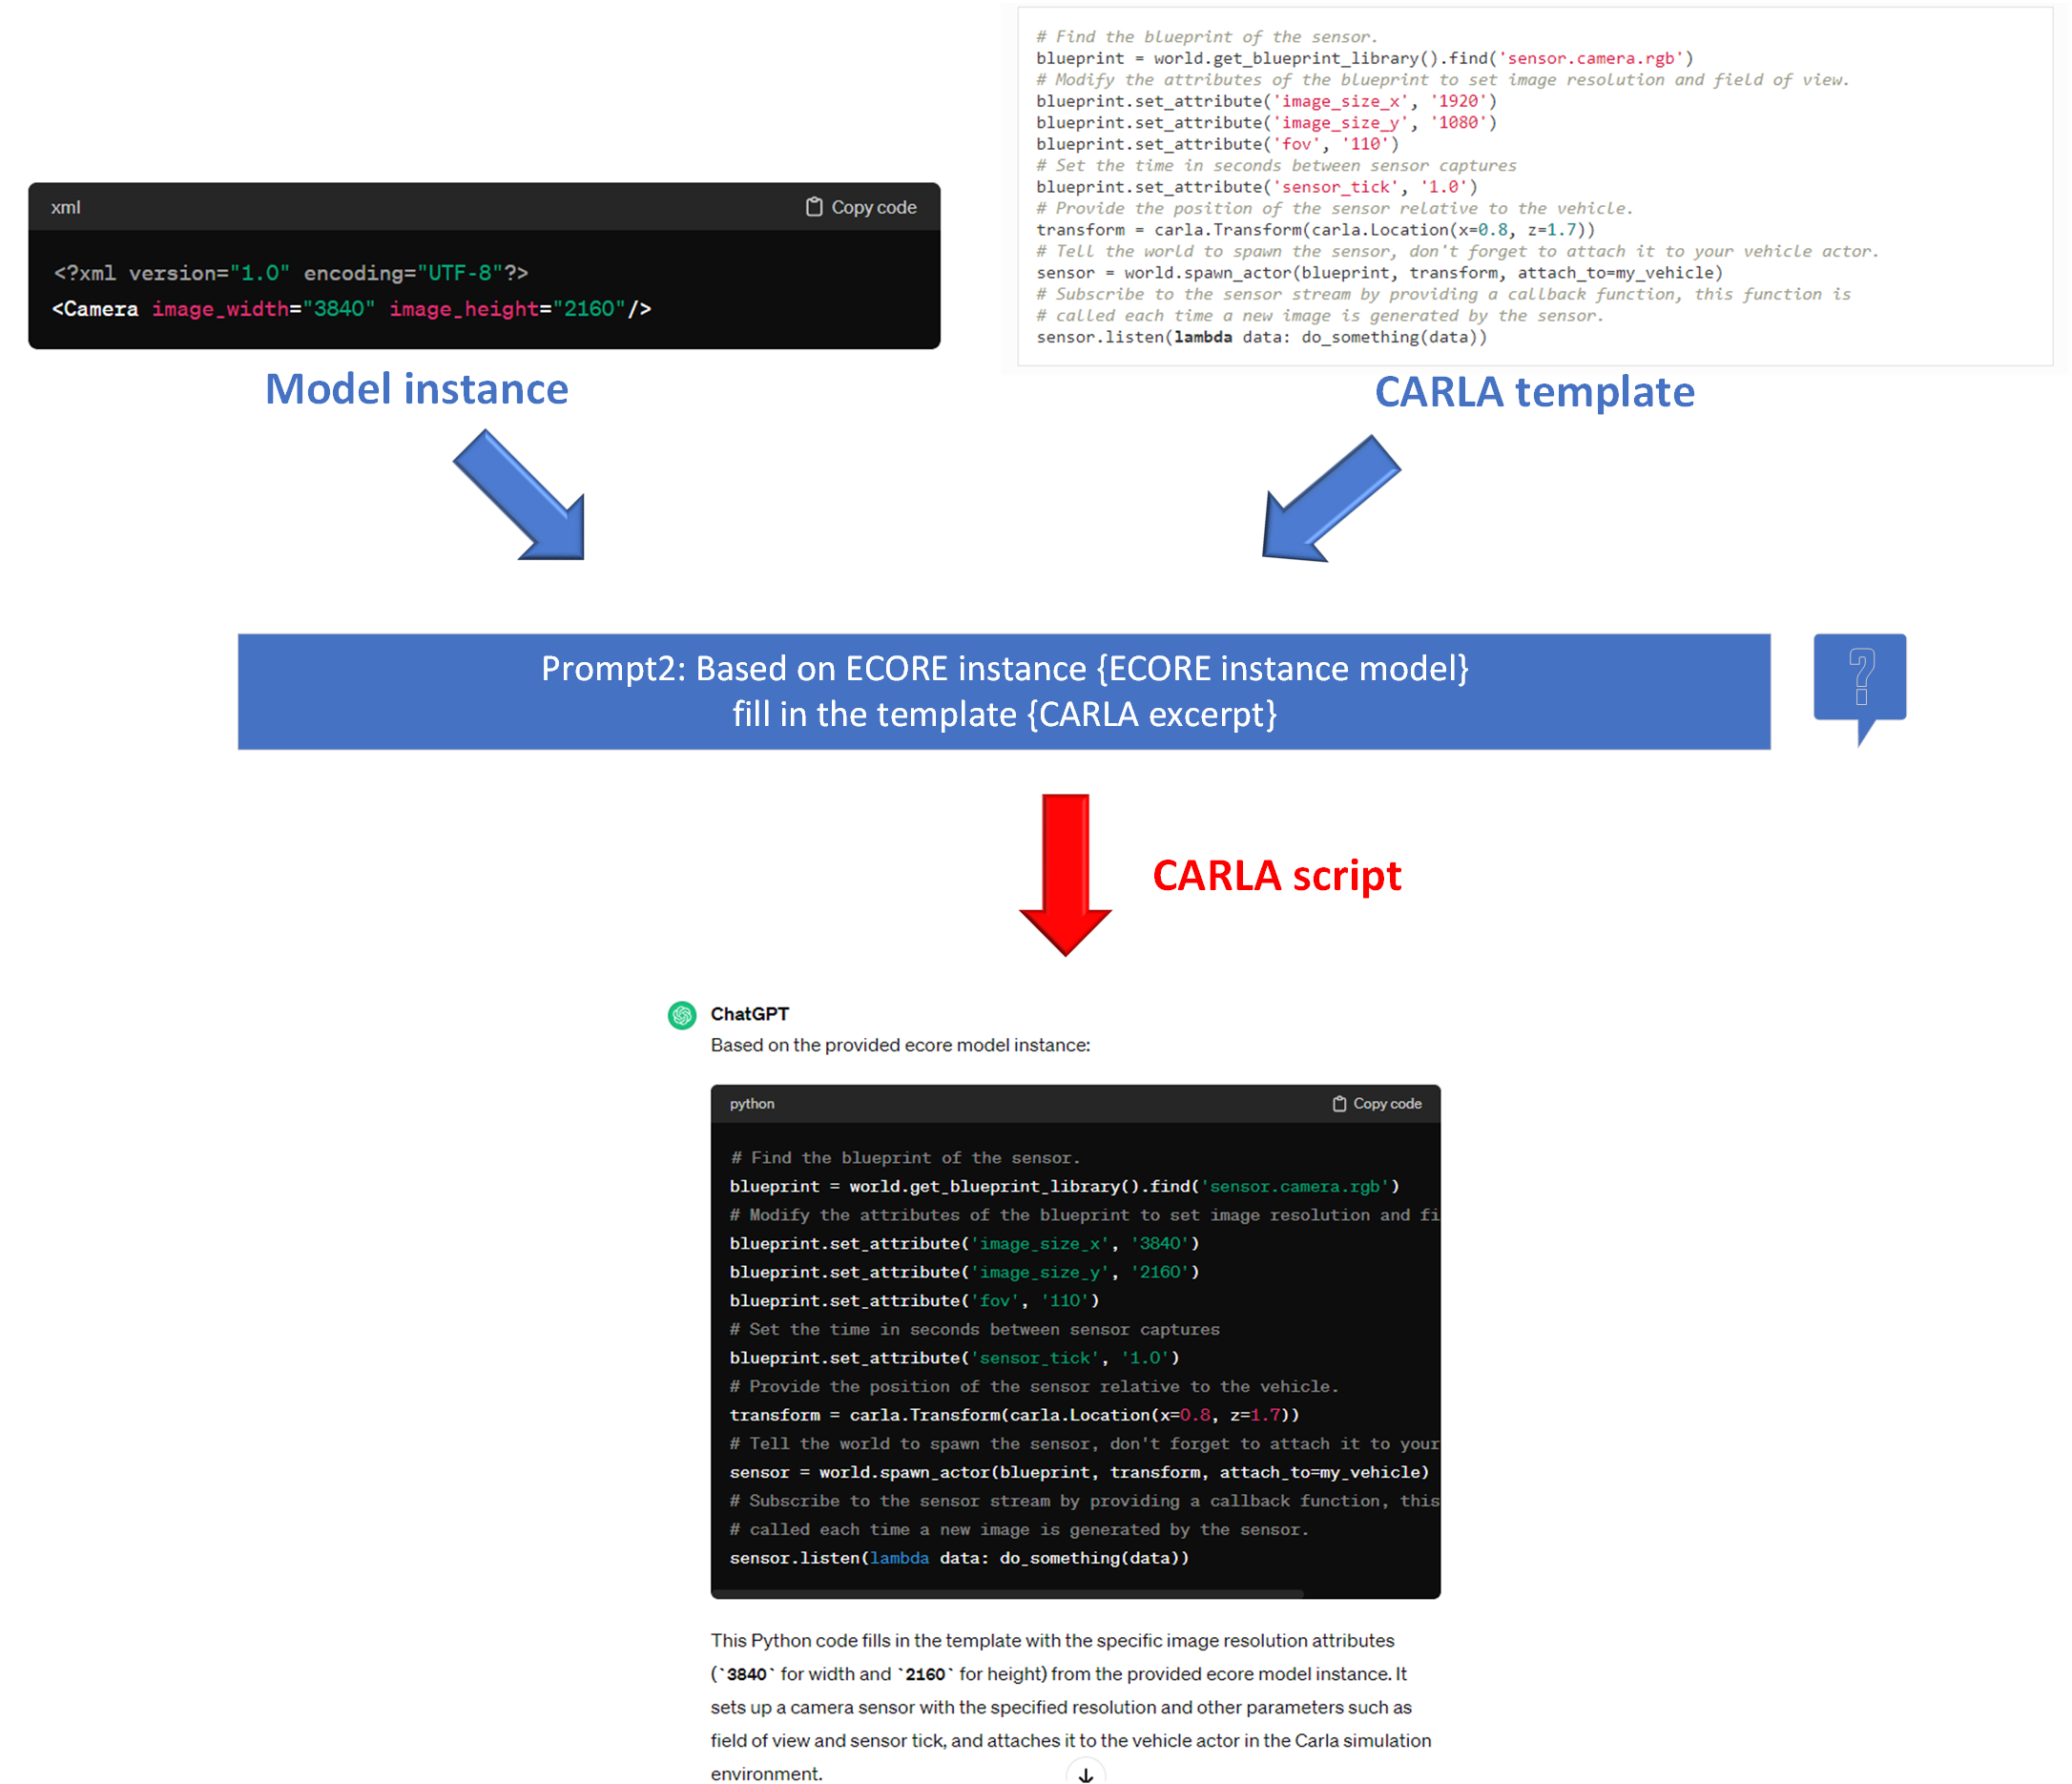 # Find the blueprint of the sensor.
blueprint = world.get_blueprint_library().find('sensor.camera.rgb')
# Modify the attributes of the blueprint to set image resolution and field of view.
blueprint.set_attribute('image_size_x', '1920')
blueprint.set_attribute('image_size_y', '1080')
blueprint.set_attribute('fov', '110')
# Set the time in seconds between sensor captures
blueprint.set_attribute('sensor_tick', '1.0')
# Provide the position of the sensor relative to the vehicle.
transform = carla.Transform(carla.Location(x=0.8, z=1.7))
# Tell the world to spawn the sensor, don't forget to attach it to your vehicle actor.
sensor = world.spawn_actor(blueprint, transform, attach_to=my_vehicle)
# Subscribe to the sensor stream by providing a callback function, this function is
# called each time a new image is generated by the sensor.
sensor.listen(lambda data: do_something(data))
xml Copy code
<?xml version="1.0" encoding="UTF-8"?>
<Camera image_width="3840" image_height="2160"/>
Model instance
CARLA template
Prompt2: Based on ECORE instance {ECORE instance model}
fill in the template {CARLA excerpt}
?
CARLA script
ChatGPT
Based on the provided ecore model instance:
python Copy code
# Find the blueprint of the sensor.
blueprint = world.get_blueprint_library().find('sensor.camera.rgb')
# Modify the attributes of the blueprint to set image resolution and fi
blueprint.set_attribute('image_size_x', '3840')
blueprint.set_attribute('image_size_y', '2160')
blueprint.set_attribute('fov', '110')
# Set the time in seconds between sensor captures
blueprint.set_attribute('sensor_tick', '1.0')
# Provide the position of the sensor relative to the vehicle.
transform = carla.Transform(carla.Location(x=0.8, z=1.7))
# Tell the world to spawn the sensor, don't forget to attach it to your
sensor = world.spawn_actor(blueprint, transform, attach_to=my_vehicle)
# Subscribe to the sensor stream by providing a callback function, this
# called each time a new image is generated by the sensor.
sensor.listen(lambda data: do_something(data))
This Python code fills in the template with the specific image resolution attributes
(`3840` for width and `2160` for height) from the provided ecore model instance. It
sets up a camera sensor with the specified resolution and other parameters such as
field of view and sensor tick, and attaches it to the vehicle actor in the Carla simulation
environment.